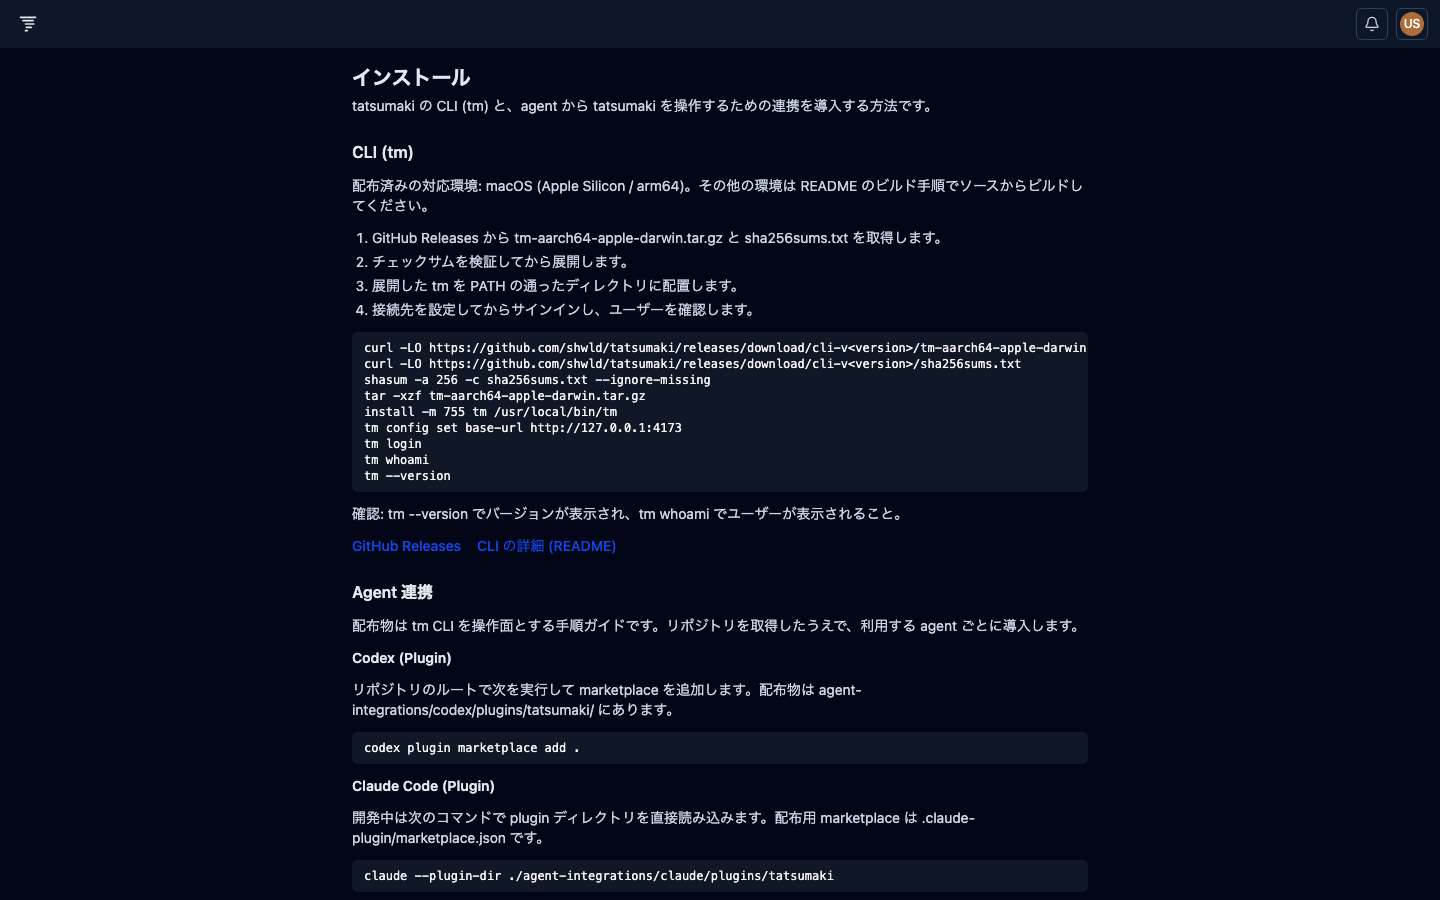 US
インストール
tatsumaki の CLI (tm) と、agent から tatsumaki を操作するための連携を導入する方法です。
CLI (tm)
配布済みの対応環境: macOS (Apple Silicon / arm64)。その他の環境は README のビルド手順でソースからビルドし
てください。
1. GitHub Releases から tm-aarch64-apple-darwin.tar.gz と sha256sums.txt を取得します。
2. チェックサムを検証してから展開します。
3. 展開した tm を PATH の通ったディレクトリに配置します。
4. 接続先を設定してからサインインし、ユーザーを確認します。
curl -LO https://github.com/shwld/tatsumaki/releases/download/cli-v<version>/tm-aarch64-apple-darwin
curl -LO https://github.com/shwld/tatsumaki/releases/download/cli-v<version>/sha256sums.txt
shasum -a 256 -c sha256sums.txt --ignore-missing
tar -xzf tm-aarch64-apple-darwin.tar.gz
install -m 755 tm /usr/local/bin/tm
tm config set base-url http://127.0.0.1:4173
tm login
tm whoami
tm --version
確認: tm --version でバージョンが表示され、tm whoami でユーザーが表示されること。
GitHub Releases CLI の詳細 (README)
Agent 連携
配布物は tm CLI を操作面とする手順ガイドです。リポジトリを取得したうえで、利用する agent ごとに導入します。
Codex (Plugin)
リポジトリのルートで次を実行して marketplace を追加します。配布物は agent-
integrations/codex/plugins/tatsumaki/ にあります。
codex plugin marketplace add .
Claude Code (Plugin)
開発中は次のコマンドで plugin ディレクトリを直接読み込みます。配布用 marketplace は .claude-
plugin/marketplace.json です。
claude --plugin-dir ./agent-integrations/claude/plugins/tatsumaki